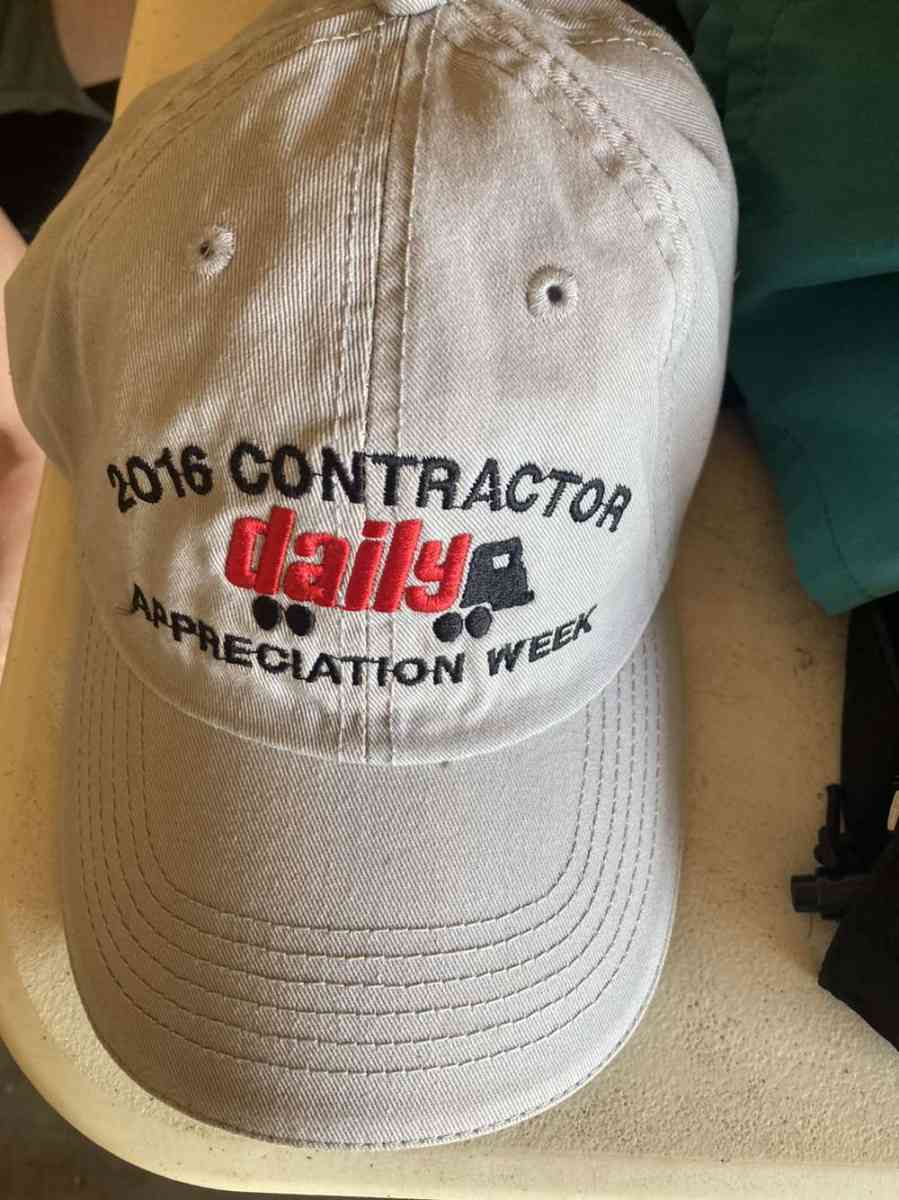 2016 CONTRACTOR
daily
APPRECIATION WEEK